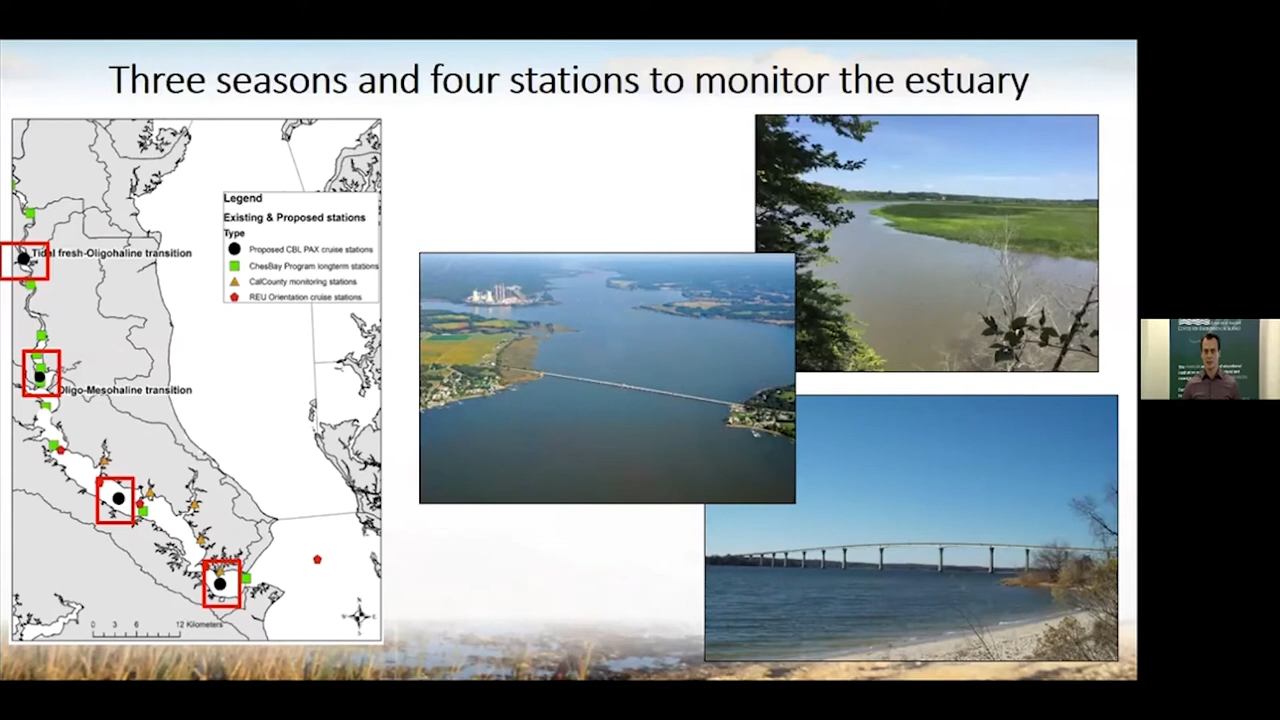 Three seasons and four stations to monitor the estuary
Legend
Existing & Proposed stations
Type
Proposed CBL PAX cruise stations
ChesBay Program longterm stations
CalCounty monitoring stations
REU Orientation cruise stations
Tidal fresh-Oligohaline transition
Oligo-Mesohaline transition
0 3 6 12 Kilometers
N
W E
S